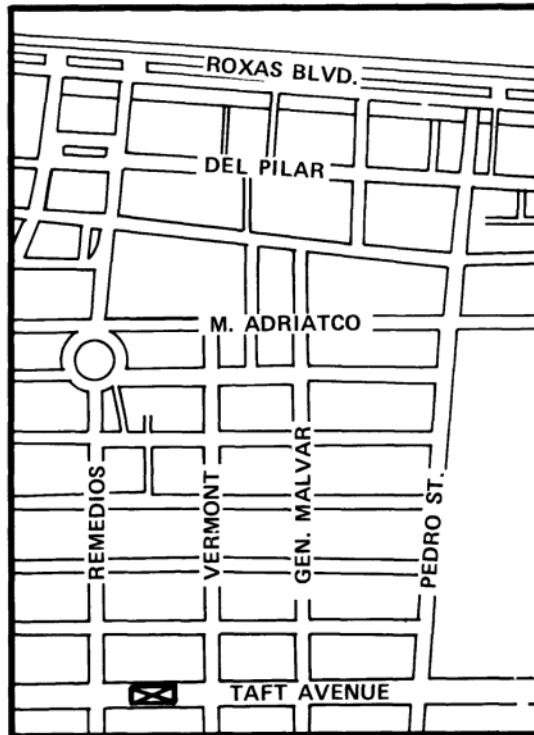 ROXAS BLVD.
DEL PILAR
M. ADRIATCO
REMEDIOS
VERMONT
GEN. MALVAR
PEDRO ST.
TAFT AVENUE